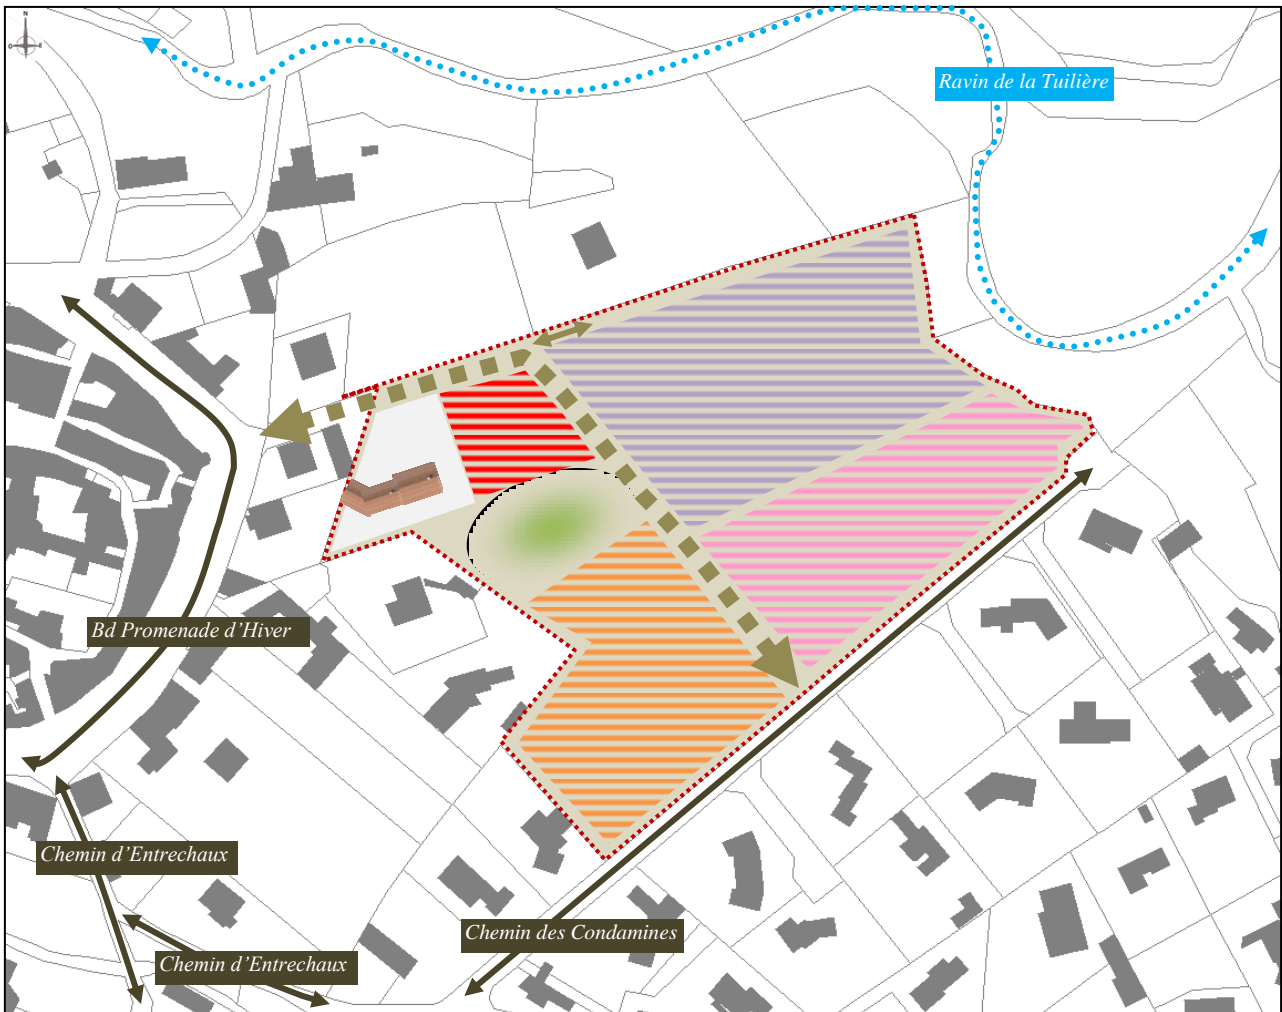 N
O E
Ravin de la Tuilière
Bd Promenade d'Hiver
Chemin d'Entrechaux
Chemin des Condamines
Chemin d'Entrechaux